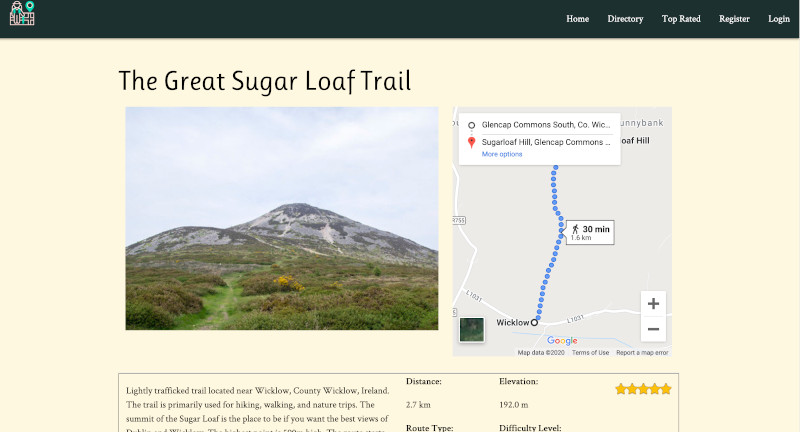 Home Directory Top Rated Register Login
The Great Sugar Loaf Trail
Glencap Commons South, Co. Wic...
Sugarloaf Hill, Glencap Commons ...
More options
unnybank
oaf Hill
R755
30 min
1.6 km
L1031
L1031
Wicklow
Google
Map data ©2020 Terms of Use Report a map error
Lightly trafficked trail located near Wicklow, County Wicklow, Ireland.
The trail is primarily used for hiking, walking, and nature trips. The
summit of the Sugar Loaf is the place to be if you want the best views of
Distance:
2.7 km
Route Type:
Elevation:
192.0 m
Difficulty Level: